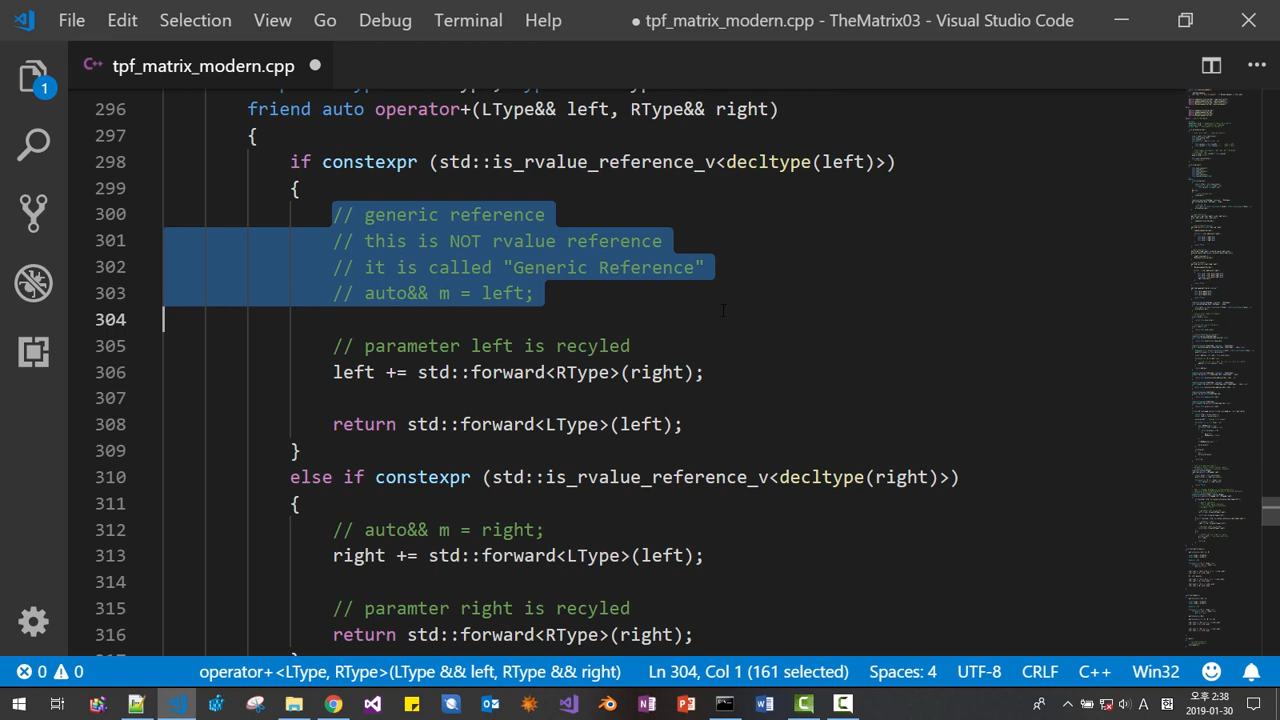 File Edit Selection View Go Debug Terminal Help ● tpf_matrix_modern.cpp - TheMatrix03 - Visual Studio Code
C++ tpf_matrix_modern.cpp ●
1
296 friend auto operator+(LType&& left, RType&& right)
297 {
298 if constexpr (std::is_rvalue_reference_v<decltype(left)>)
299 {
300 // generic reference
301 // this is NOT rvalue reference
302 // it is called "Generic Reference"
303 // auto&& m = left;
304
305 // parameter left is recyled
306 left += std::forward<RType>(right);
307
308 return std::forward<LType>(left);
309 }
310 else if constexpr (std::is_rvalue_reference_v<decltype(right)>)
311 {
312 // auto&& m = right;
313 right += std::forward<LType>(left);
314
315 // paramter right is recyled
316 return std::forward<RType>(right);
0 0 operator+<LType, RType>(LType && left, RType && right) Ln 304, Col 1 (161 selected) Spaces: 4 UTF-8 CRLF C++ Win32
오후 2:38
2019-01-30